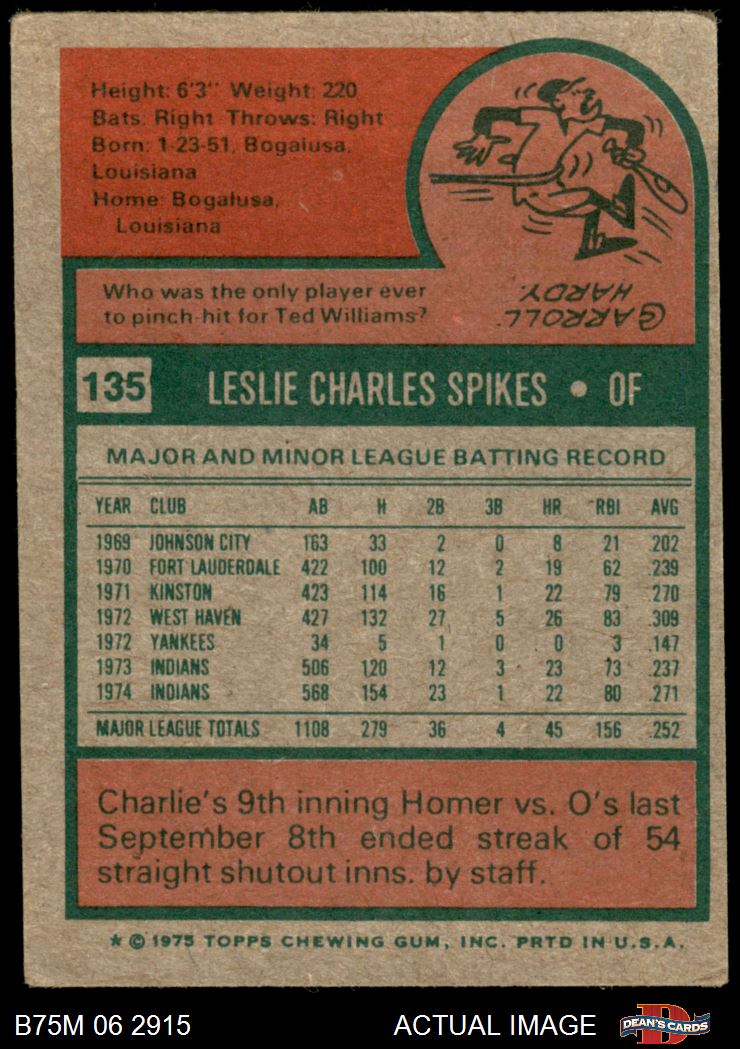 Height: 6'3" Weight: 220
Bats: Right Throws: Right
Born: 1-23-51, Bogalusa,
Louisiana
Home: Bogalusa,
Louisiana
Who was the only player ever
to pinch-hit for Ted Williams?
CARROLL
HARDY.
135 LESLIE CHARLES SPIKES • OF
MAJOR AND MINOR LEAGUE BATTING RECORD
YEAR CLUB AB H 2B 3B HR RBI AVG
1969 JOHNSON CITY 163 33 2 0 8 21 .202
1970 FORT LAUDERDALE 422 100 12 2 19 62 .239
1971 KINSTON 423 114 16 1 22 79 .270
1972 WEST HAVEN 427 132 27 5 26 83 .309
1972 YANKEES 34 5 1 0 0 3 .147
1973 INDIANS 506 120 12 3 23 73 .237
1974 INDIANS 568 154 23 1 22 80 .271
MAJOR LEAGUE TOTALS 1108 279 36 4 45 156 .252
Charlie's 9th inning Homer vs. O's last
September 8th ended streak of 54
straight shutout inns. by staff.
* © 1975 TOPPS CHEWING GUM, INC. PRTD IN U.S.A.
B75M 06 2915 ACTUAL IMAGE D DEAN'S CARDS